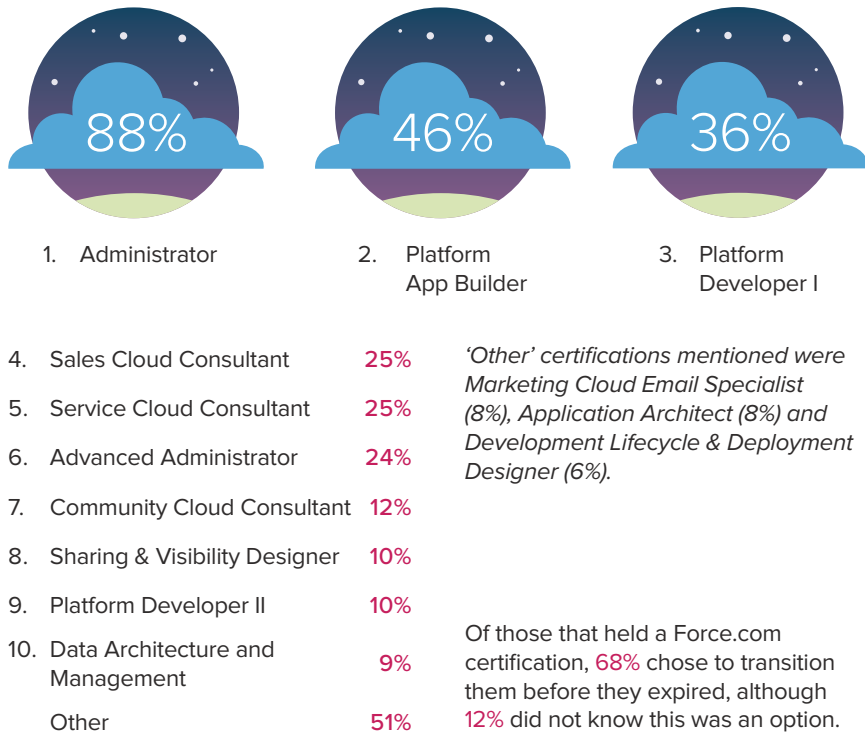 88%
46%
36%
1. Administrator
2. Platform
App Builder
3. Platform
Developer I
4. Sales Cloud Consultant 25%
5. Service Cloud Consultant 25%
6. Advanced Administrator 24%
7. Community Cloud Consultant 12%
8. Sharing & Visibility Designer 10%
9. Platform Developer II 10%
10. Data Architecture and
Management 9%
Other 51%
‘Other’ certifications mentioned were
Marketing Cloud Email Specialist
(8%), Application Architect (8%) and
Development Lifecycle & Deployment
Designer (6%).
Of those that held a Force.com
certification, 68% chose to transition
them before they expired, although
12% did not know this was an option.